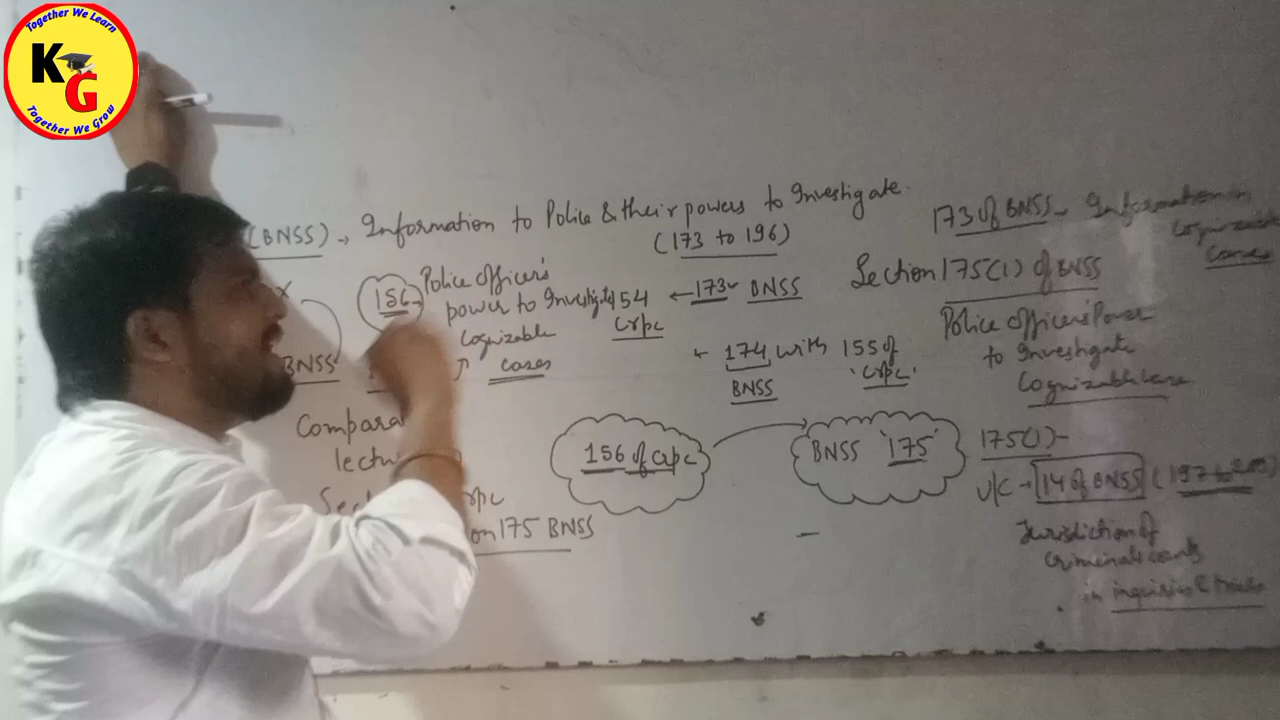 Together We Learn
KG
Together We Grow
(BNSS) → Information to Police & their powers to Investigate.
(173 to 196)
173 of BNSS → Information in
Cognizable
Cases
156 → Police Officer's
power to Investigate
Cognizable
↑ cases
154 ← 173 BNSS
Crpc
174 with 155 of
BNSS 'Crpc'
Section 175(1) of BNSS
Police Officer's Power
to Investigate
Cognizable Case
BNSS
lectu
rpc
on 175 BNSS
156 of crpc
BNSS '175'
175(1) -
U/C → 14 of BNSS (197 to
Jurisdiction of
Criminal Courts
in inquiries & trials